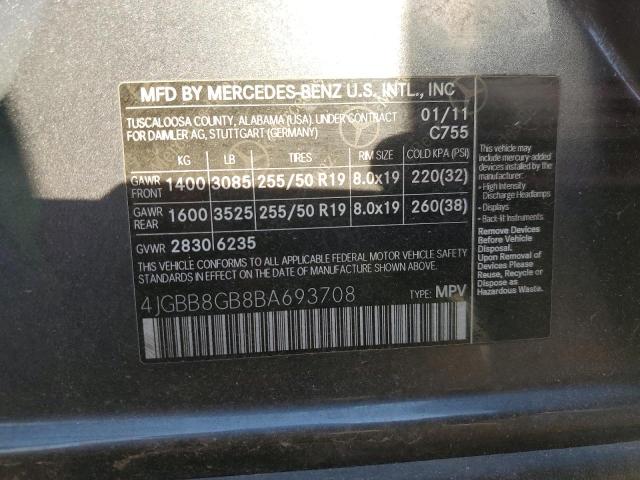 MFD BY MERCEDES-BENZ U.S. INTL., INC
TUSCALOOSA COUNTY, ALABAMA (USA), UNDER CONTRACT 01/11
FOR DAIMLER AG, STUTTGART (GERMANY) C755
KG LB TIRES RIM SIZE COLD KPA (PSI)
GAWR FRONT 1400 3085 255/50 R19 8.0x19 220(32)
GAWR REAR 1600 3525 255/50 R19 8.0x19 260(38)
GVWR 2830 6235
THIS VEHICLE CONFORMS TO ALL APPLICABLE FEDERAL MOTOR VEHICLE SAFETY
STANDARDS IN EFFECT ON THE DATE OF MANUFACTURE SHOWN ABOVE.
4JGBB8GB8BA693708 TYPE: MPV
This vehicle may
include mercury-added
devices installed by the
manufacturer:
• High Intensity
Discharge Headlamps
• Displays
• Back-lit Instruments
Remove Devices
Before Vehicle
Disposal.
Upon Removal of
Devices Please
Reuse, Recycle or
Dispose as
Hazardous Waste.